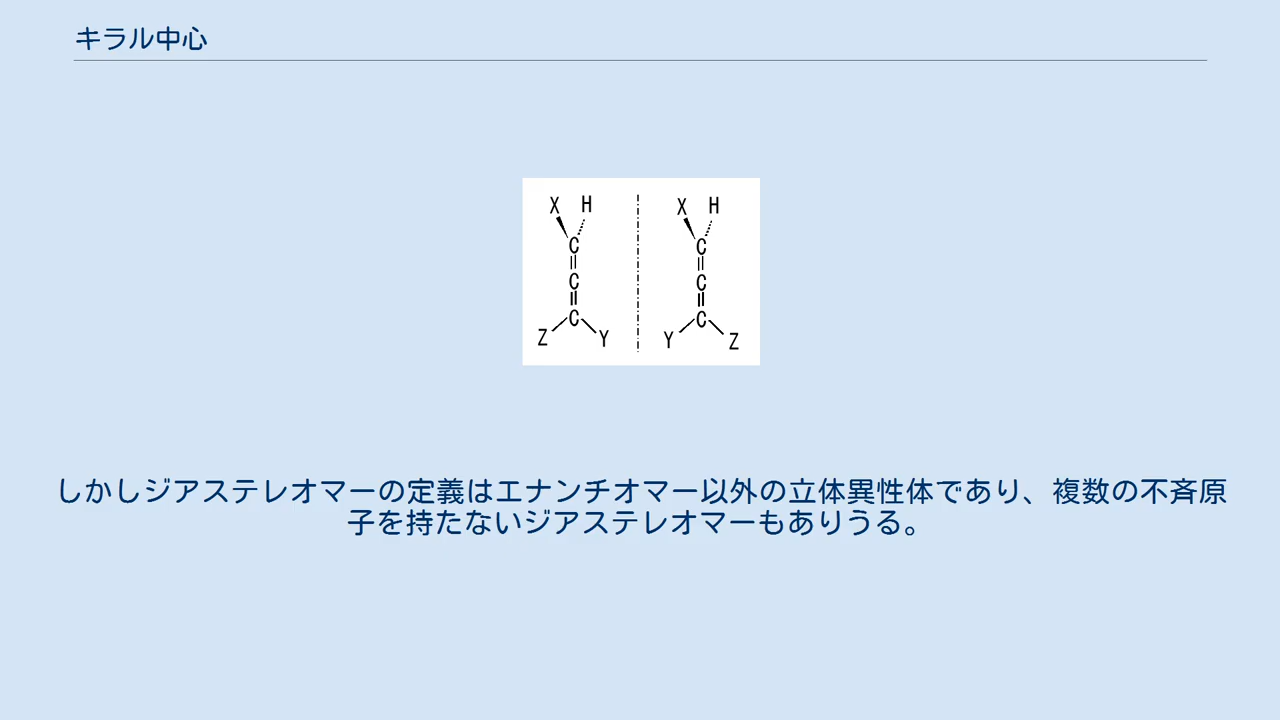 キラル中心
X H X H
C C
C C
C C
Z Y Y Z
しかしジアステレオマーの定義はエナンチオマー以外の立体異性体であり、複数の不斉原
子を持たないジアステレオマーもありうる。